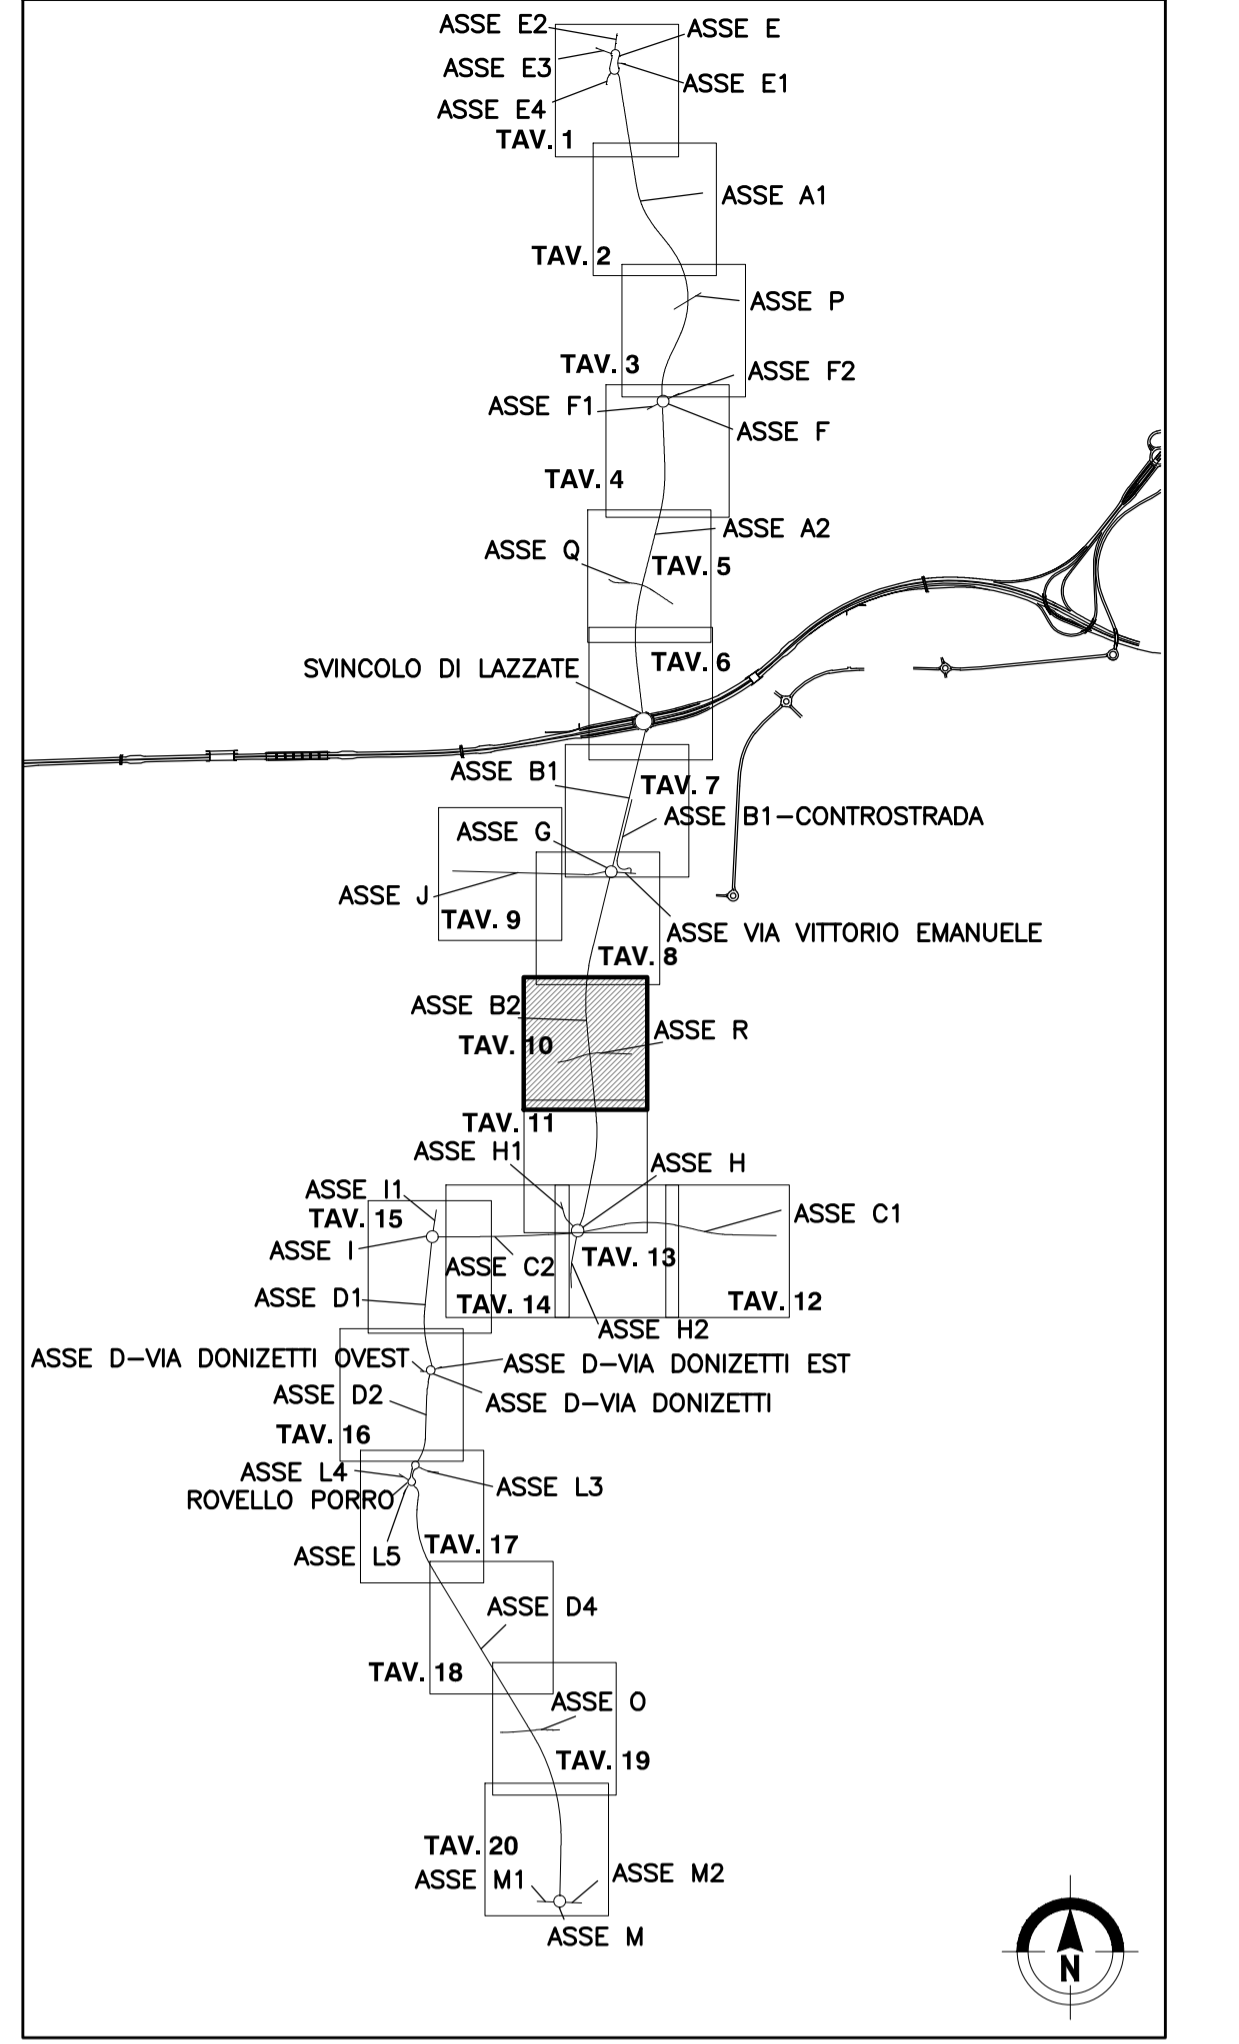 ASSE E2
ASSE E
ASSE E3
ASSE E1
ASSE E4
TAV. 1
ASSE A1
TAV. 2
ASSE P
TAV. 3
ASSE F2
ASSE F1
ASSE F
TAV. 4
ASSE A2
ASSE Q
TAV. 5
SVINCOLO DI LAZZATE
TAV. 6
ASSE B1
TAV. 7
ASSE B1-CONTROSTRADA
ASSE G
ASSE J
TAV. 9
ASSE VIA VITTORIO EMANUELE
TAV. 8
ASSE B2
ASSE R
TAV. 10
TAV. 11
ASSE H1
ASSE H
ASSE I1
TAV. 15
ASSE C1
ASSE I
TAV. 13
ASSE C2
ASSE D1
TAV. 14
TAV. 12
ASSE H2
ASSE D-VIA DONIZETTI OVEST
ASSE D-VIA DONIZETTI EST
ASSE D2
ASSE D-VIA DONIZETTI
TAV. 16
ASSE L4
ASSE L3
ROVELLO PORRO
TAV. 17
ASSE L5
ASSE D4
TAV. 18
ASSE O
TAV. 19
TAV. 20
ASSE M1
ASSE M2
ASSE M
N